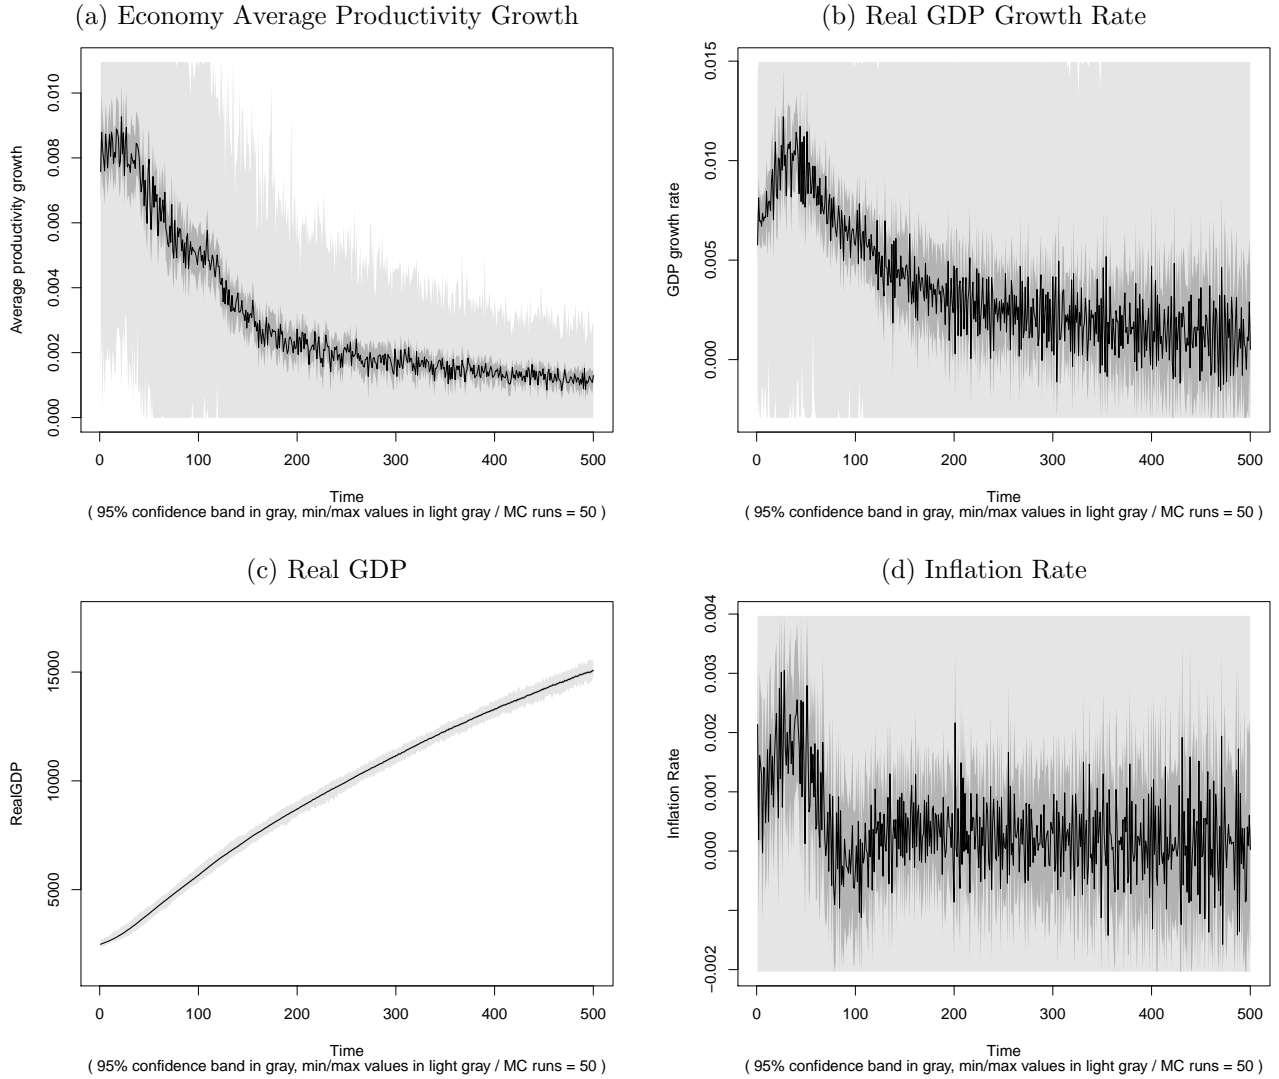 (a) Economy Average Productivity Growth
Average productivity growth
0.010
0.008
0.006
0.004
0.002
0.000
0 100 200 300 400 500
Time
( 95% confidence band in gray, min/max values in light gray / MC runs = 50 )
(b) Real GDP Growth Rate
GDP growth rate
0.015
0.010
0.005
0.000
0 100 200 300 400 500
Time
( 95% confidence band in gray, min/max values in light gray / MC runs = 50 )
(c) Real GDP
RealGDP
15000
10000
5000
0 100 200 300 400 500
Time
( 95% confidence band in gray, min/max values in light gray / MC runs = 50 )
(d) Inflation Rate
Inflation Rate
0.004
0.003
0.002
0.001
0.000
−0.002
0 100 200 300 400 500
Time
( 95% confidence band in gray, min/max values in light gray / MC runs = 50 )